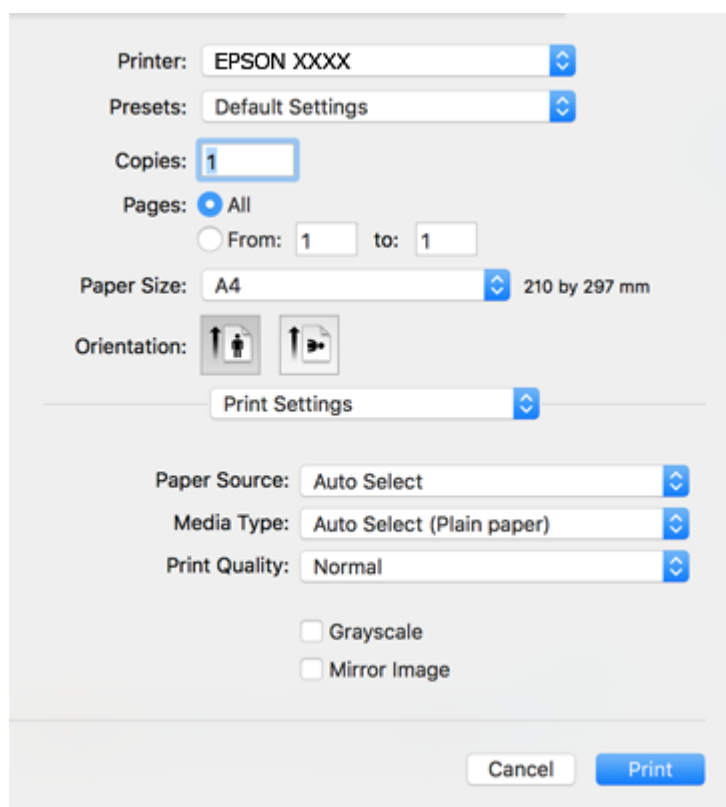 Printer: EPSON XXXX
Presets: Default Settings
Copies: 1
Pages: All
From: 1 to: 1
Paper Size: A4 210 by 297 mm
Orientation:
Print Settings
Paper Source: Auto Select
Media Type: Auto Select (Plain paper)
Print Quality: Normal
Grayscale
Mirror Image
Cancel Print